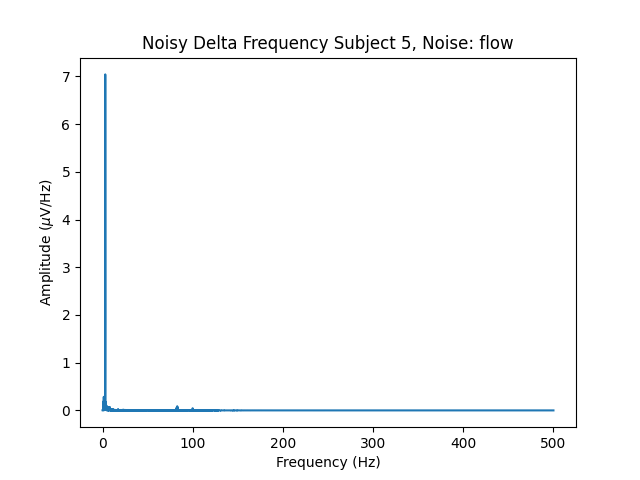 Noisy Delta Frequency Subject 5, Noise: flow
7
6
5
4
3
2
1
0
Amplitude (μV/Hz)
0 100 200 300 400 500
Frequency (Hz)